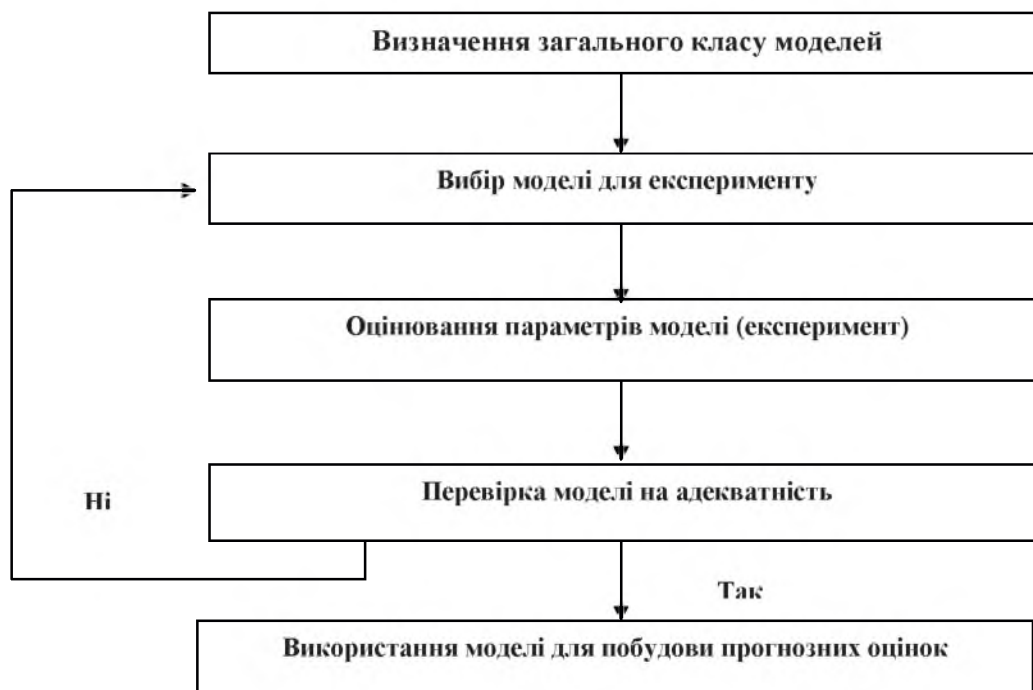 Визначення загального класу моделей
Вибір моделі для експерименту
Оцінювання параметрів моделі (експеримент)
Перевірка моделі на адекватність
Ні
Так
Використання моделі для побудови прогнозних оцінок